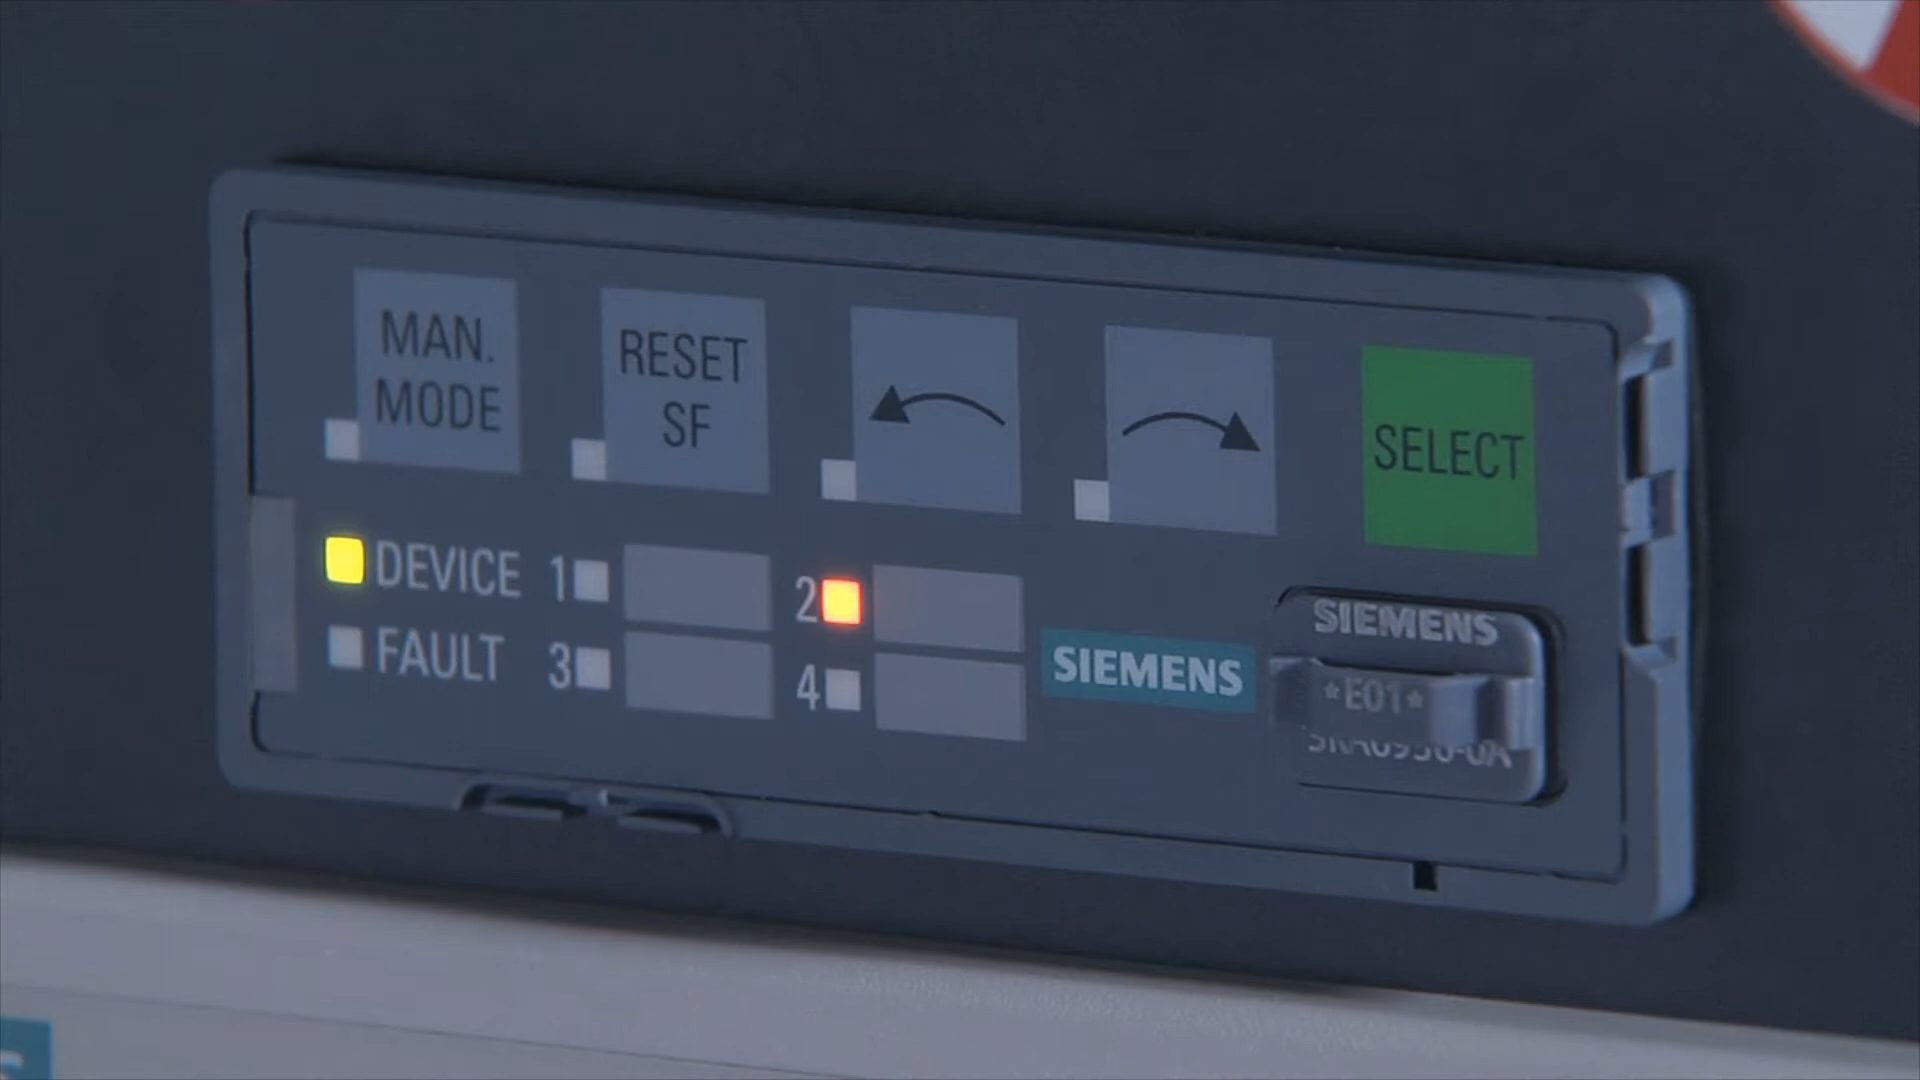 MAN.
MODE
RESET
SF
SELECT
DEVICE 1
2
FAULT 3
4
SIEMENS
SIEMENS
*E01*